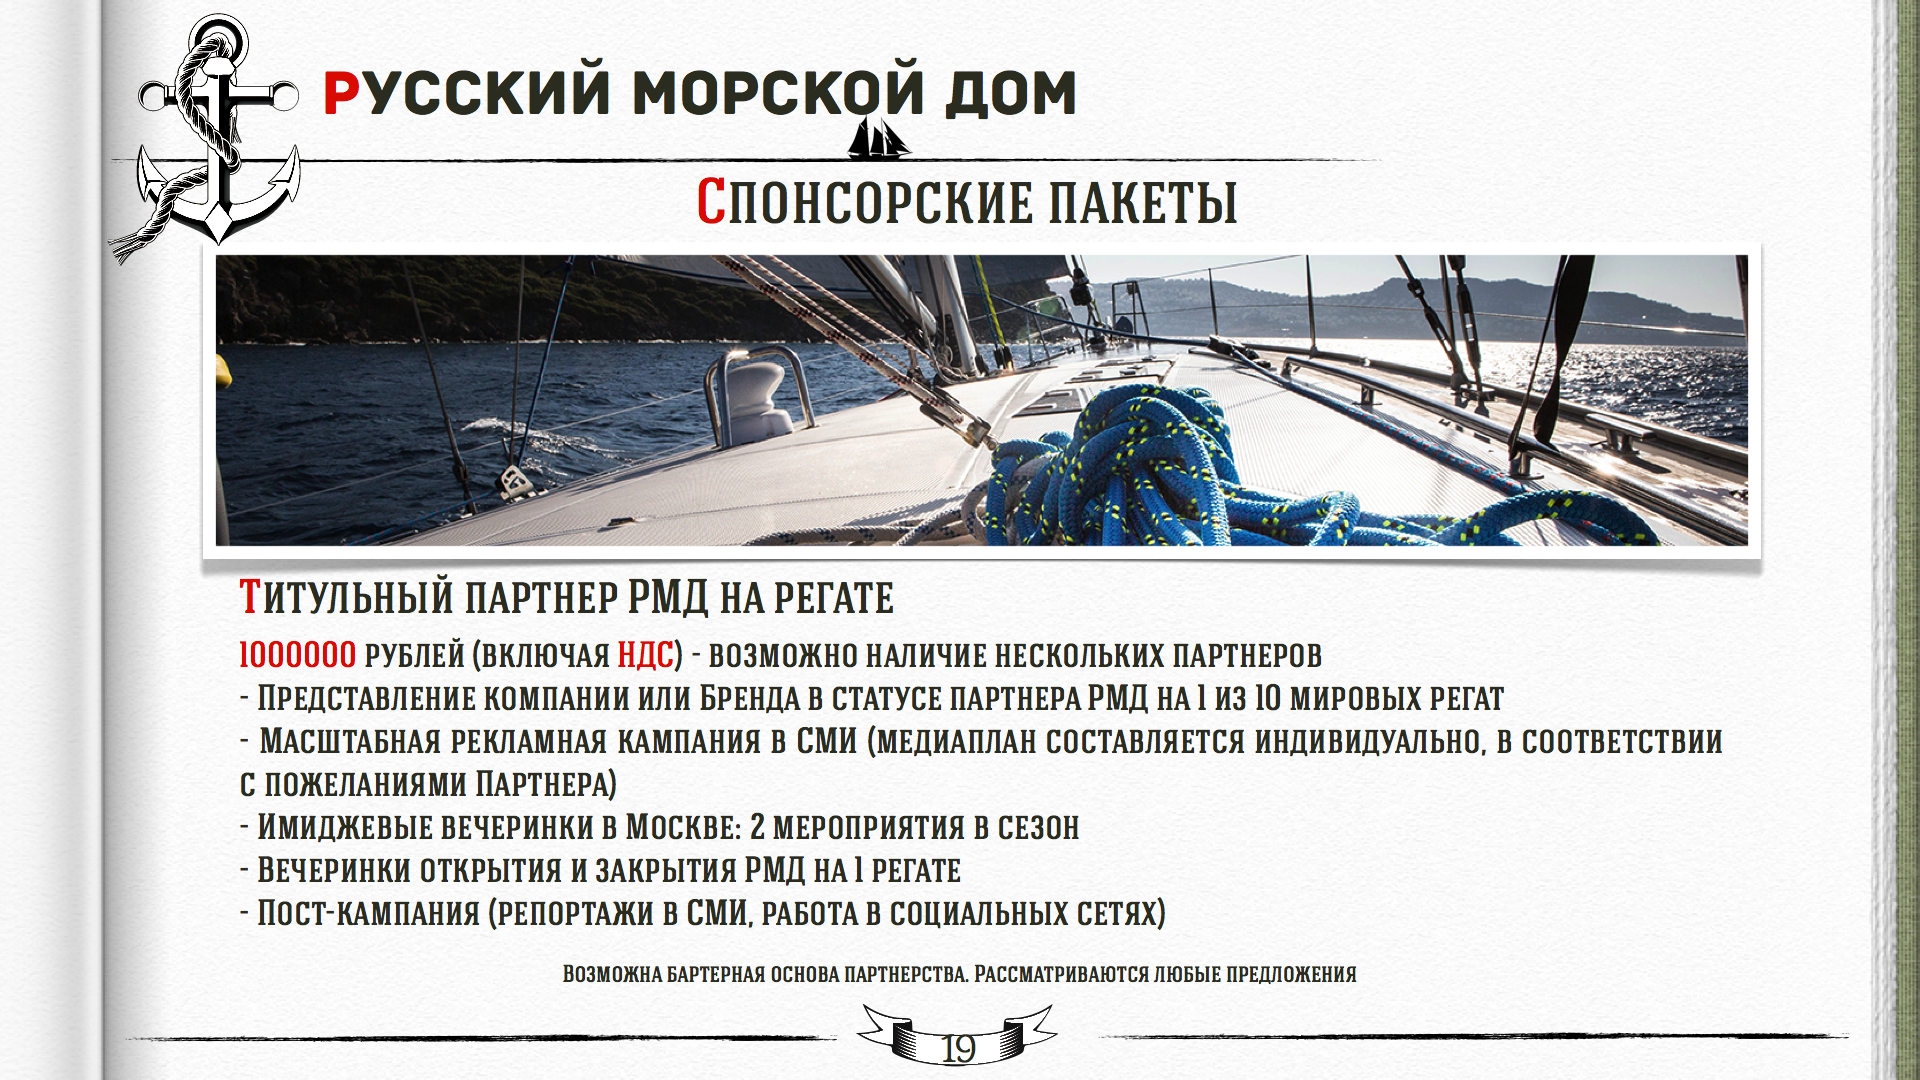 Русский морской дом
Спонсорские пакеты
Титульный партнер РМД на регате
1000000 рублей (включая НДС) - возможно наличие нескольких партнеров
- Представление компании или Бренда в статусе партнера РМД на 1 из 10 мировых регат
- Масштабная рекламная кампания в СМИ (медиаплан составляется индивидуально, в соответствии
с пожеланиями Партнера)
- Имиджевые вечеринки в Москве: 2 мероприятия в сезон
- Вечеринки открытия и закрытия РМД на 1 регате
- Пост-кампания (репортажи в СМИ, работа в социальных сетях)
Возможна бартерная основа партнерства. Рассматриваются любые предложения
19